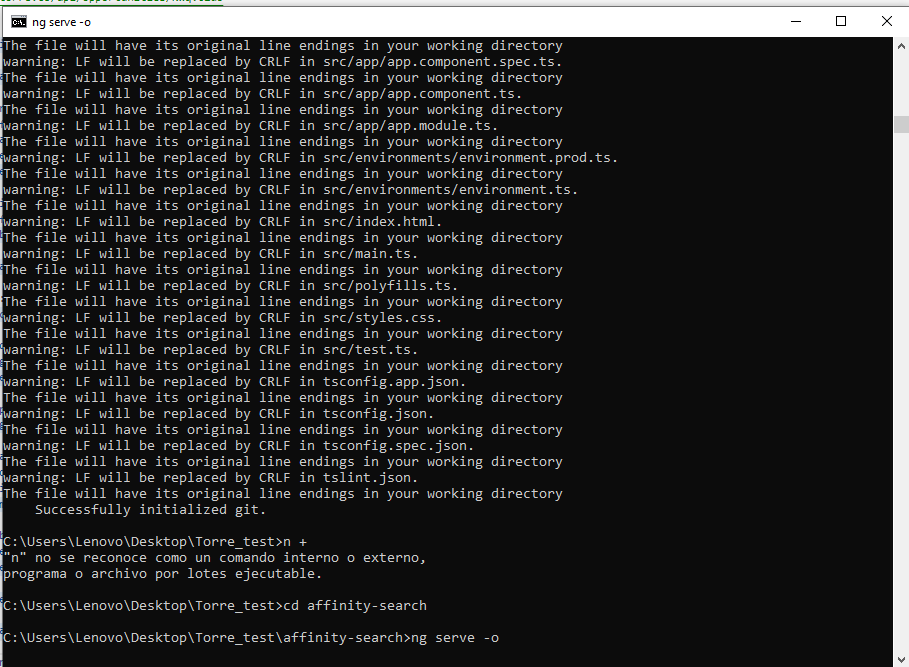 ng serve -o
The file will have its original line endings in your working directory
warning: LF will be replaced by CRLF in src/app/app.component.spec.ts.
The file will have its original line endings in your working directory
warning: LF will be replaced by CRLF in src/app/app.component.ts.
The file will have its original line endings in your working directory
warning: LF will be replaced by CRLF in src/app/app.module.ts.
The file will have its original line endings in your working directory
warning: LF will be replaced by CRLF in src/environments/environment.prod.ts.
The file will have its original line endings in your working directory
warning: LF will be replaced by CRLF in src/environments/environment.ts.
The file will have its original line endings in your working directory
warning: LF will be replaced by CRLF in src/index.html.
The file will have its original line endings in your working directory
warning: LF will be replaced by CRLF in src/main.ts.
The file will have its original line endings in your working directory
warning: LF will be replaced by CRLF in src/polyfills.ts.
The file will have its original line endings in your working directory
warning: LF will be replaced by CRLF in src/styles.css.
The file will have its original line endings in your working directory
warning: LF will be replaced by CRLF in src/test.ts.
The file will have its original line endings in your working directory
warning: LF will be replaced by CRLF in tsconfig.app.json.
The file will have its original line endings in your working directory
warning: LF will be replaced by CRLF in tsconfig.json.
The file will have its original line endings in your working directory
warning: LF will be replaced by CRLF in tsconfig.spec.json.
The file will have its original line endings in your working directory
warning: LF will be replaced by CRLF in tslint.json.
The file will have its original line endings in your working directory
    Successfully initialized git.
C:\Users\Lenovo\Desktop\Torre_test>n +
"n" no se reconoce como un comando interno o externo,
programa o archivo por lotes ejecutable.
C:\Users\Lenovo\Desktop\Torre_test>cd affinity-search
C:\Users\Lenovo\Desktop\Torre_test\affinity-search>ng serve -o